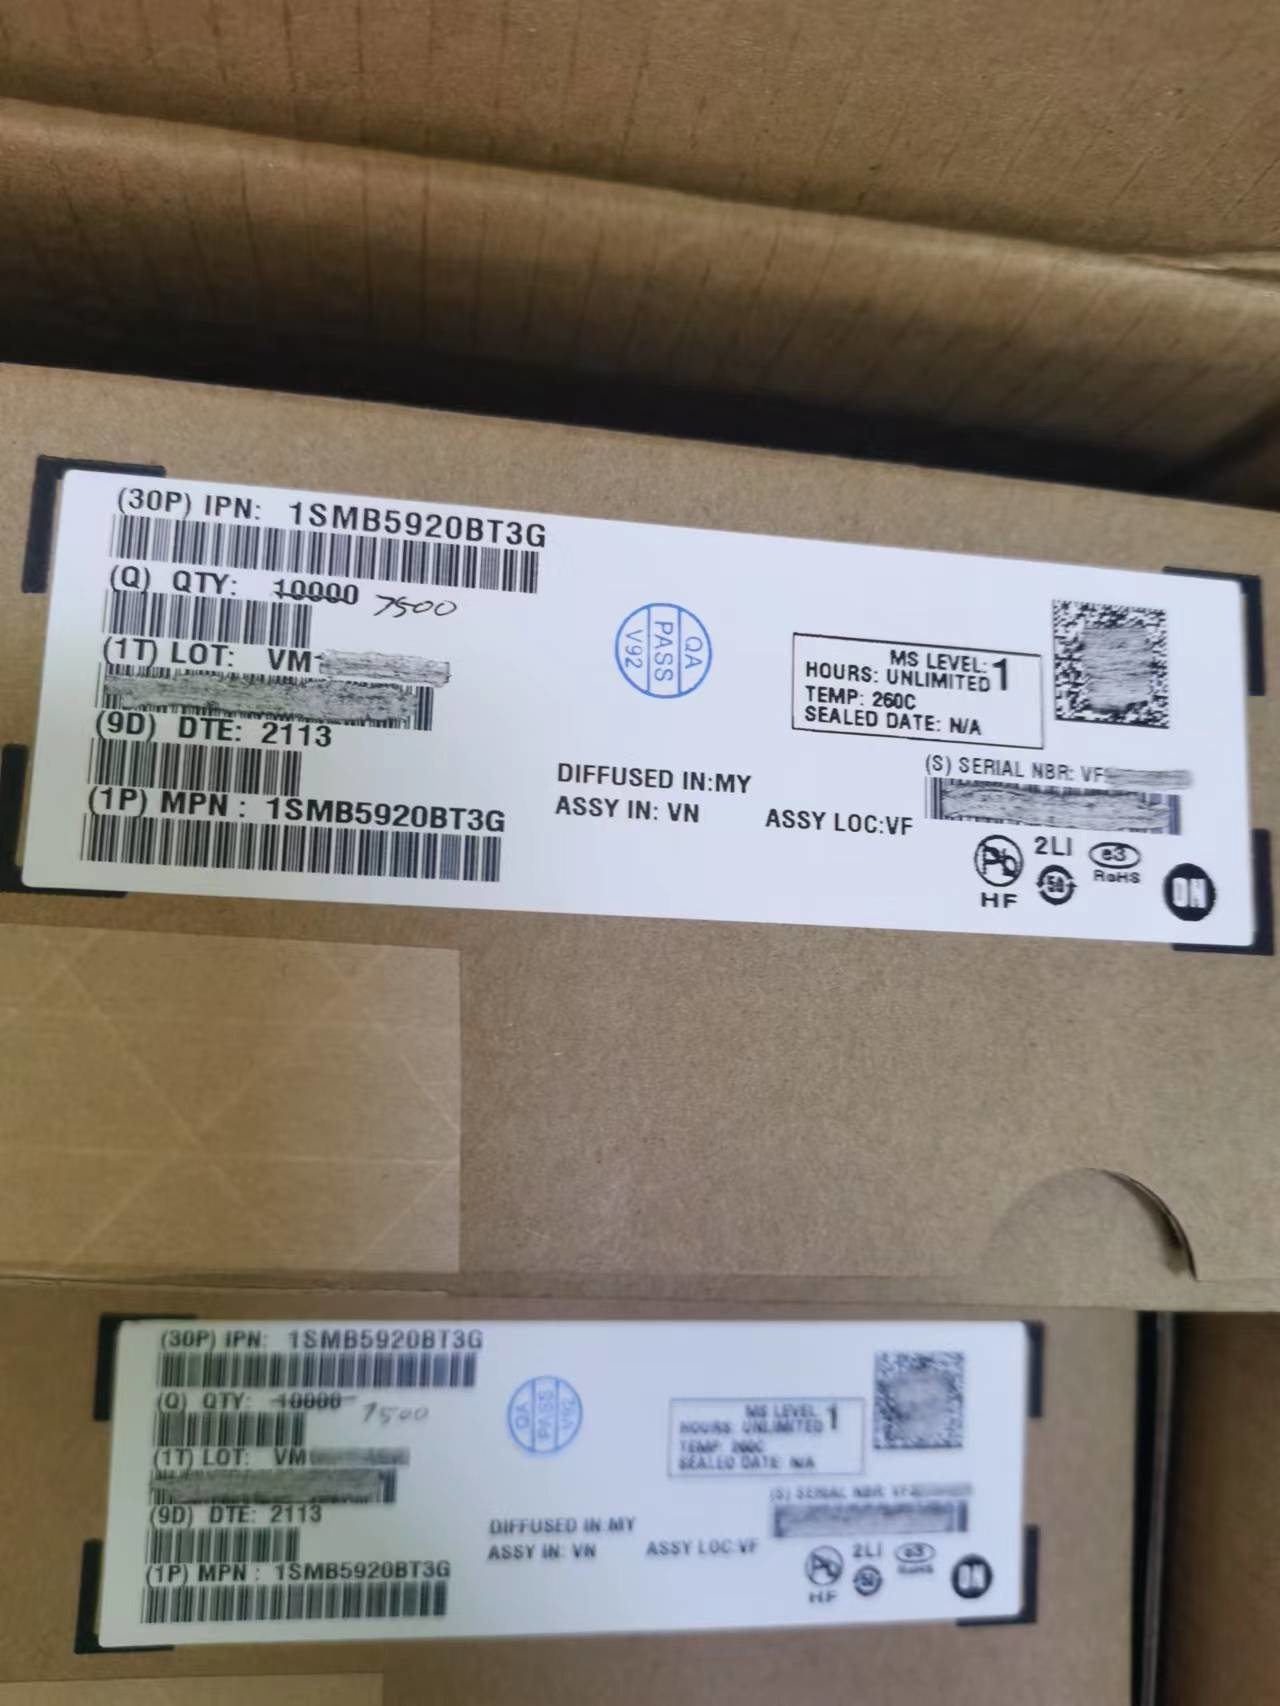 (30P) IPN: 1SMB5920BT3G
(Q) QTY: 10000 7500
(1T) LOT: VM
(9D) DTE: 2113
(1P) MPN : 1SMB5920BT3G
QA
PASS
V92
DIFFUSED IN:MY
ASSY IN: VN
ASSY LOC:VF
MS LEVEL: 1
HOURS: UNLIMITED
TEMP: 260C
SEALED DATE: N/A
(S) SERIAL NBR: VF
Pb
HF
2LI
50
e3
RoHS
ON
(30P) IPN: 1SMB5920BT3G
(Q) QTY: 10000 7500
(1T) LOT: VM
(9D) DTE: 2113
(1P) MPN : 1SMB5920BT3G
QA
PASS
DIFFUSED IN:MY
ASSY IN: VN
ASSY LOC:VF
MS LEVEL: 1
HOURS: UNLIMITED
TEMP: 260C
SEALED DATE: N/A
(S) SERIAL NBR: VF
Pb
HF
2LI
50
e3
RoHS
ON